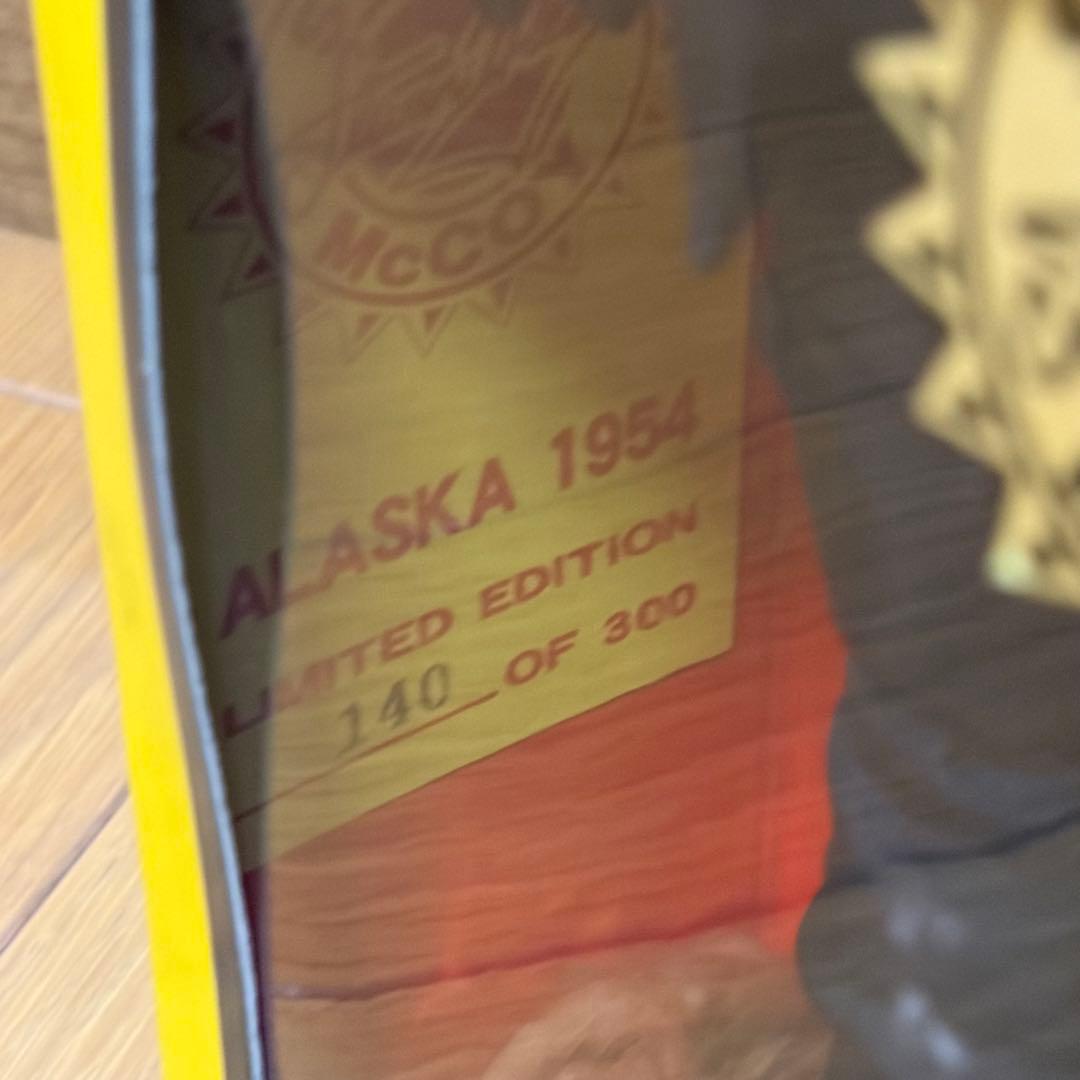 McCO
ALASKA 1954
LIMITED EDITION
140 OF 300